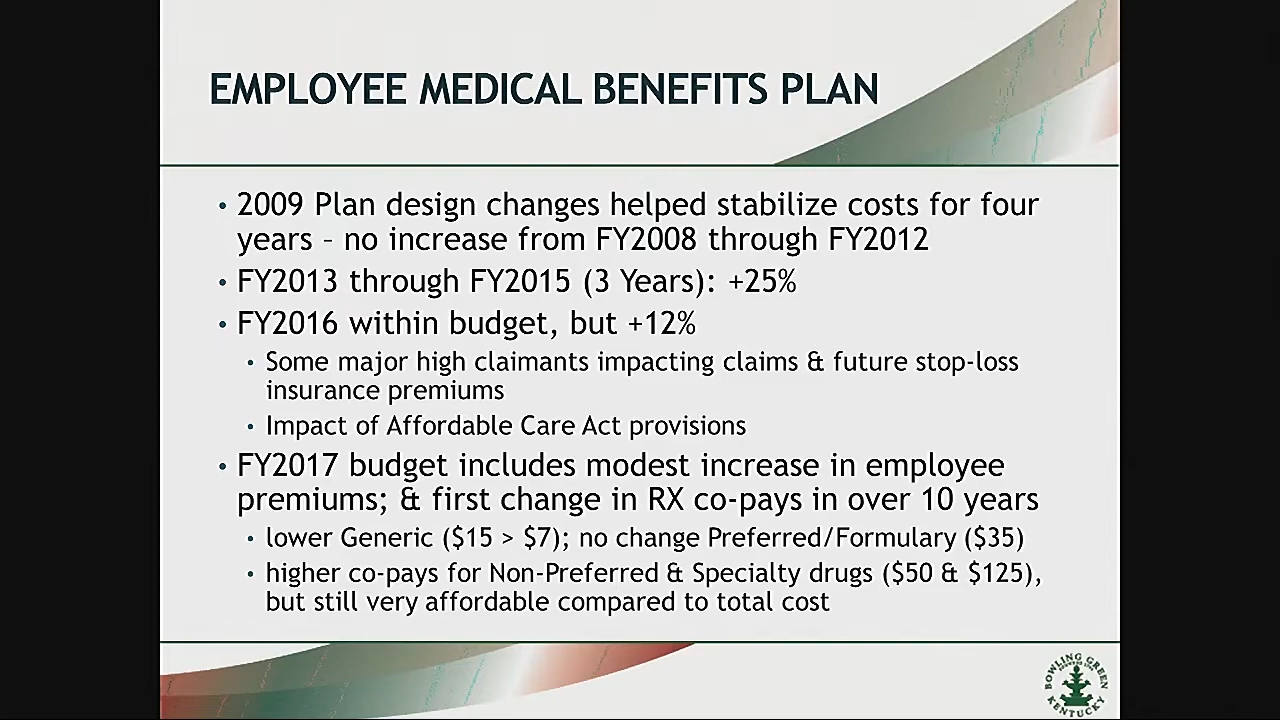 EMPLOYEE MEDICAL BENEFITS PLAN
• 2009 Plan design changes helped stabilize costs for four
years – no increase from FY2008 through FY2012
• FY2013 through FY2015 (3 Years): +25%
• FY2016 within budget, but +12%
• Some major high claimants impacting claims & future stop-loss
insurance premiums
• Impact of Affordable Care Act provisions
• FY2017 budget includes modest increase in employee
premiums; & first change in RX co-pays in over 10 years
• lower Generic ($15 > $7); no change Preferred/Formulary ($35)
• higher co-pays for Non-Preferred & Specialty drugs ($50 & $125),
but still very affordable compared to total cost
BOWLING GREEN
KENTUCKY